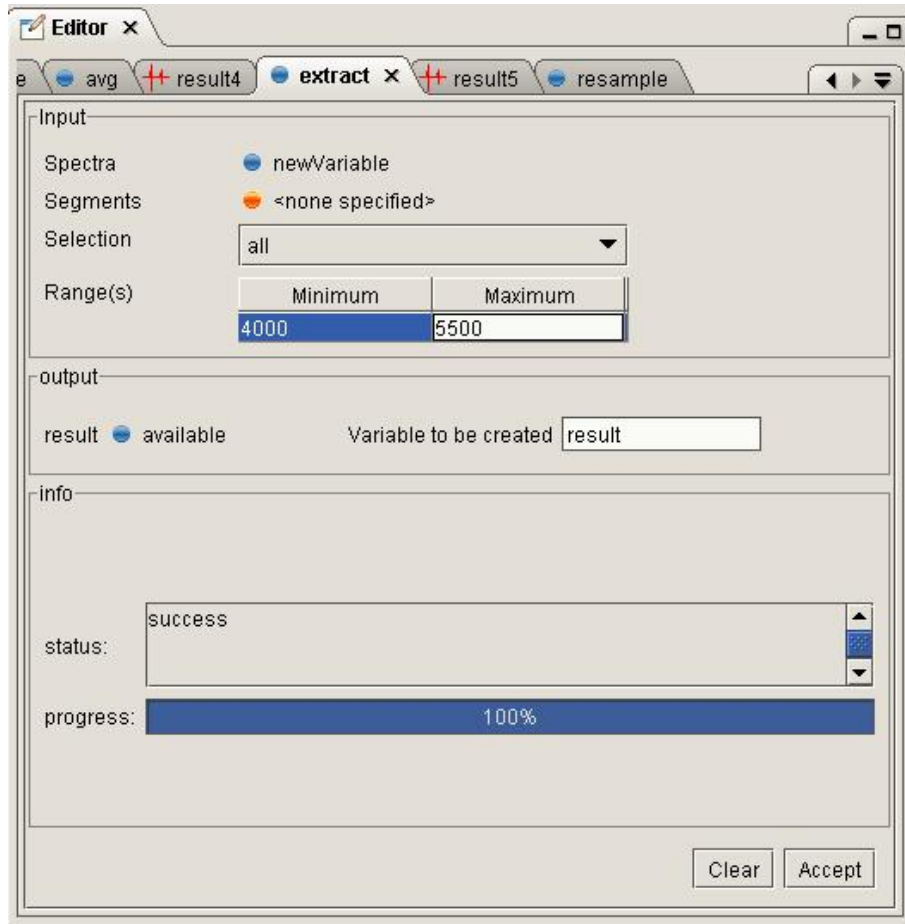 Editor
e avg result4 extract result5 resample
Input
Spectra newVariable
Segments <none specified>
Selection all
Range(s) Minimum Maximum
4000 5500
output
result available Variable to be created result
info
status: success
progress: 100%
Clear Accept